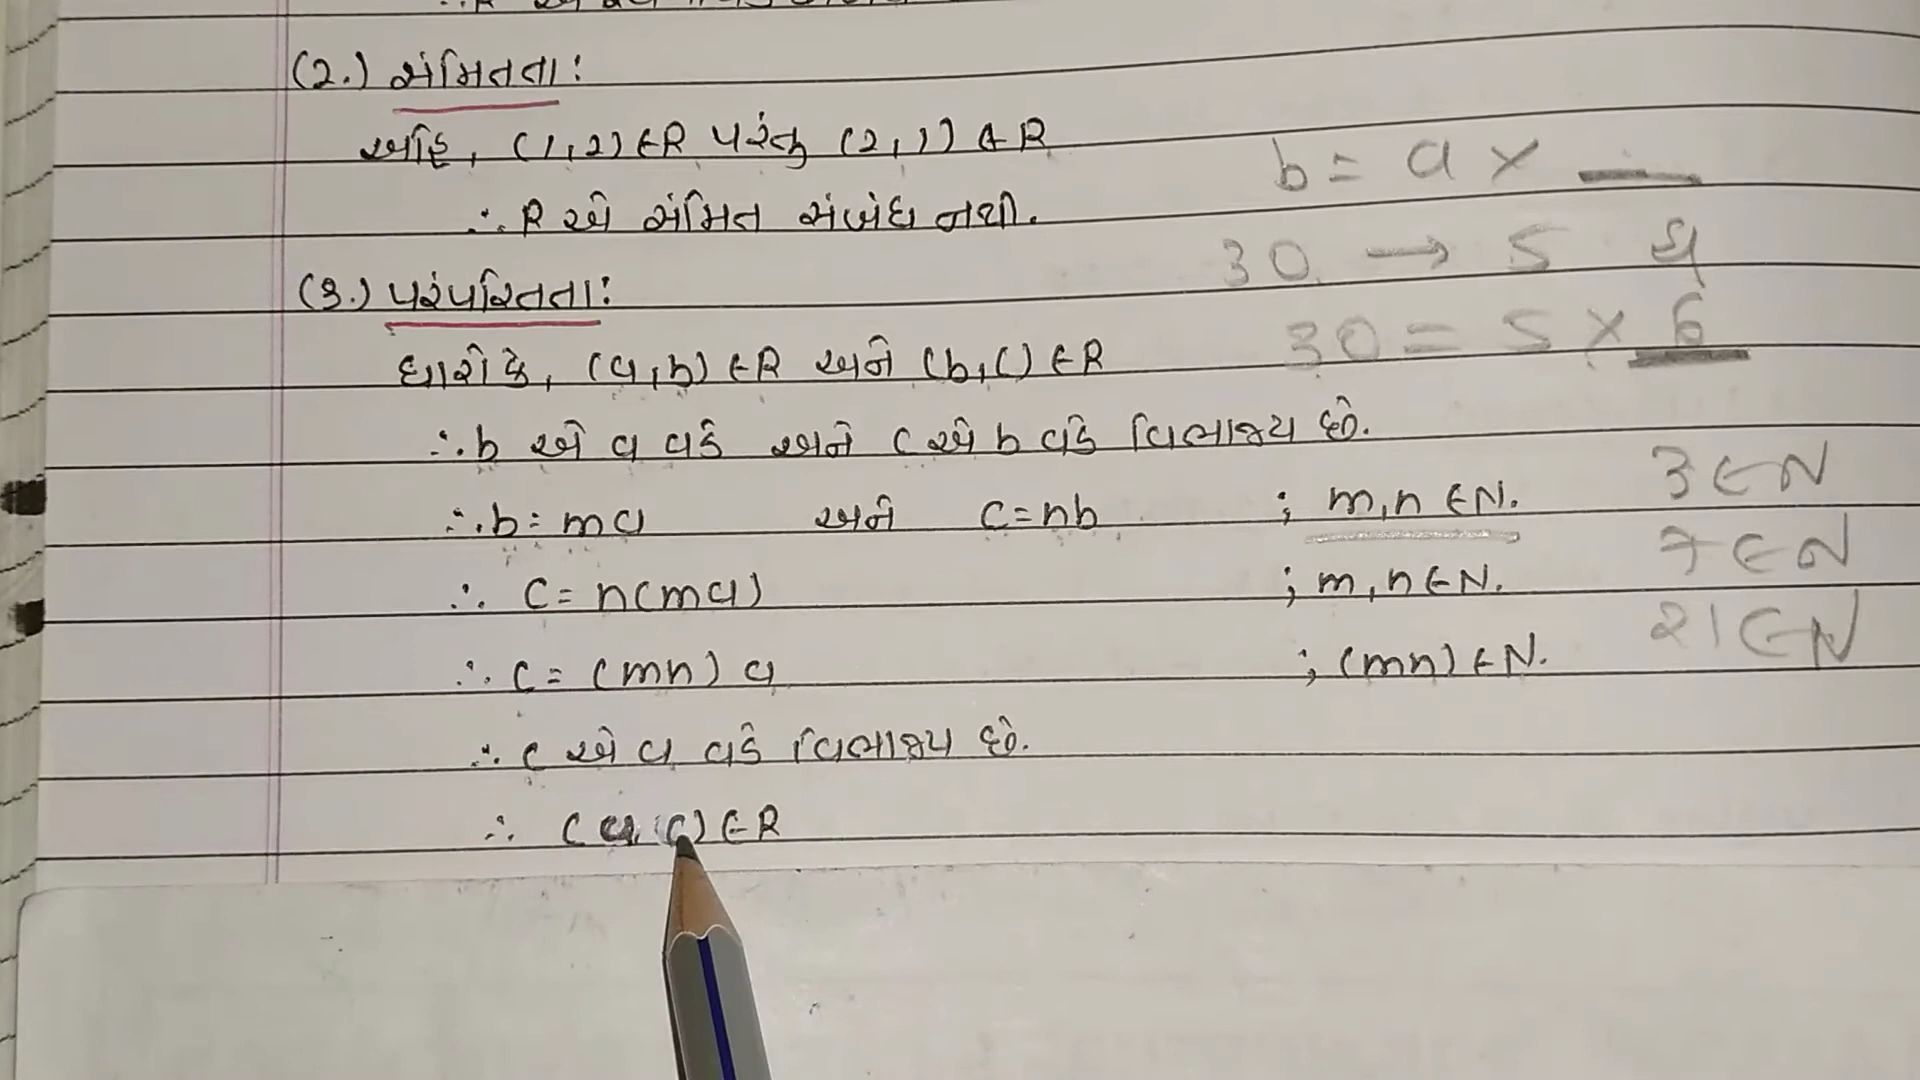 (2.) સંમિતતા:
અહિ, (1,2) ∈ R પરંતુ (2,1) ∉ R
∴ R એ સંમિત સંબંધ નથી.
(3.) પરંપરિતતા:
ધારો કે, (a,b) ∈ R અને (b,c) ∈ R
∴ b એ a વડે અને c એ b વડે વિભાજ્ય છે.
∴ b = ma અને c = nb ; m,n ∈ N.
∴ c = n(ma) ; m,n ∈ N.
∴ c = (mn) a ; (mn) ∈ N.
∴ c એ a વડે વિભાજ્ય છે.
∴ (a,c) ∈ R
b = a × __
30 → 5
30 = 5 × 6
3 ∈ N
7 ∈ N
21 ∈ N